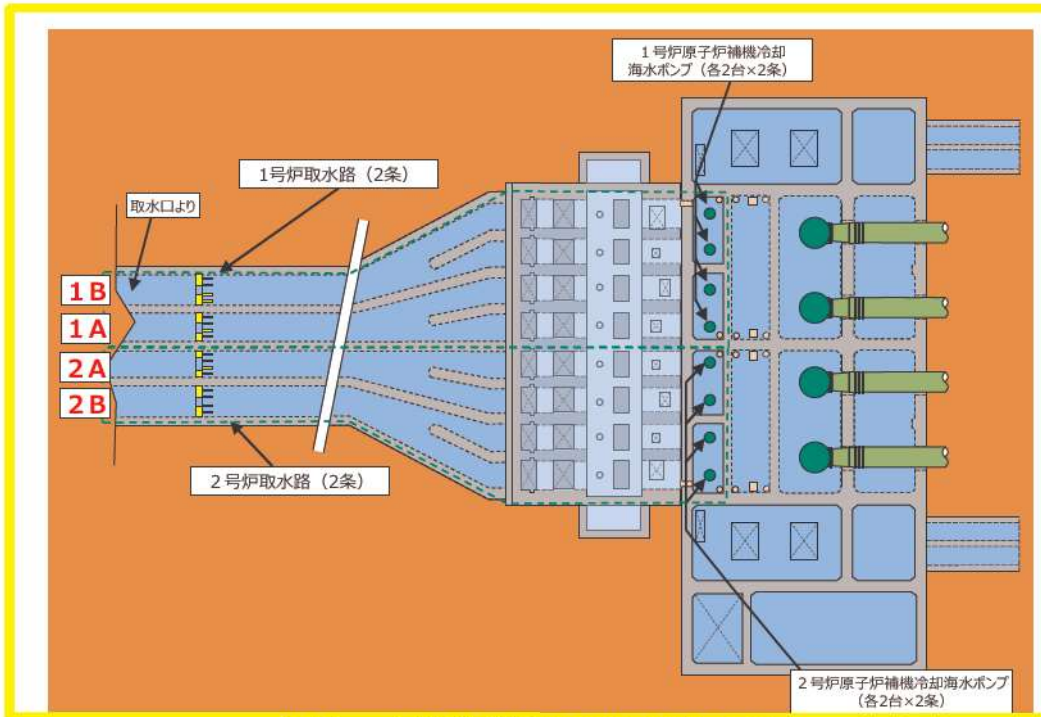 1号炉原子炉補機冷却
海水ポンプ（各2台×2条）
1号炉取水路（2条）
取水口より
1B
1A
2A
2B
2号炉取水路（2条）
2号炉原子炉補機冷却海水ポンプ
（各2台×2条）